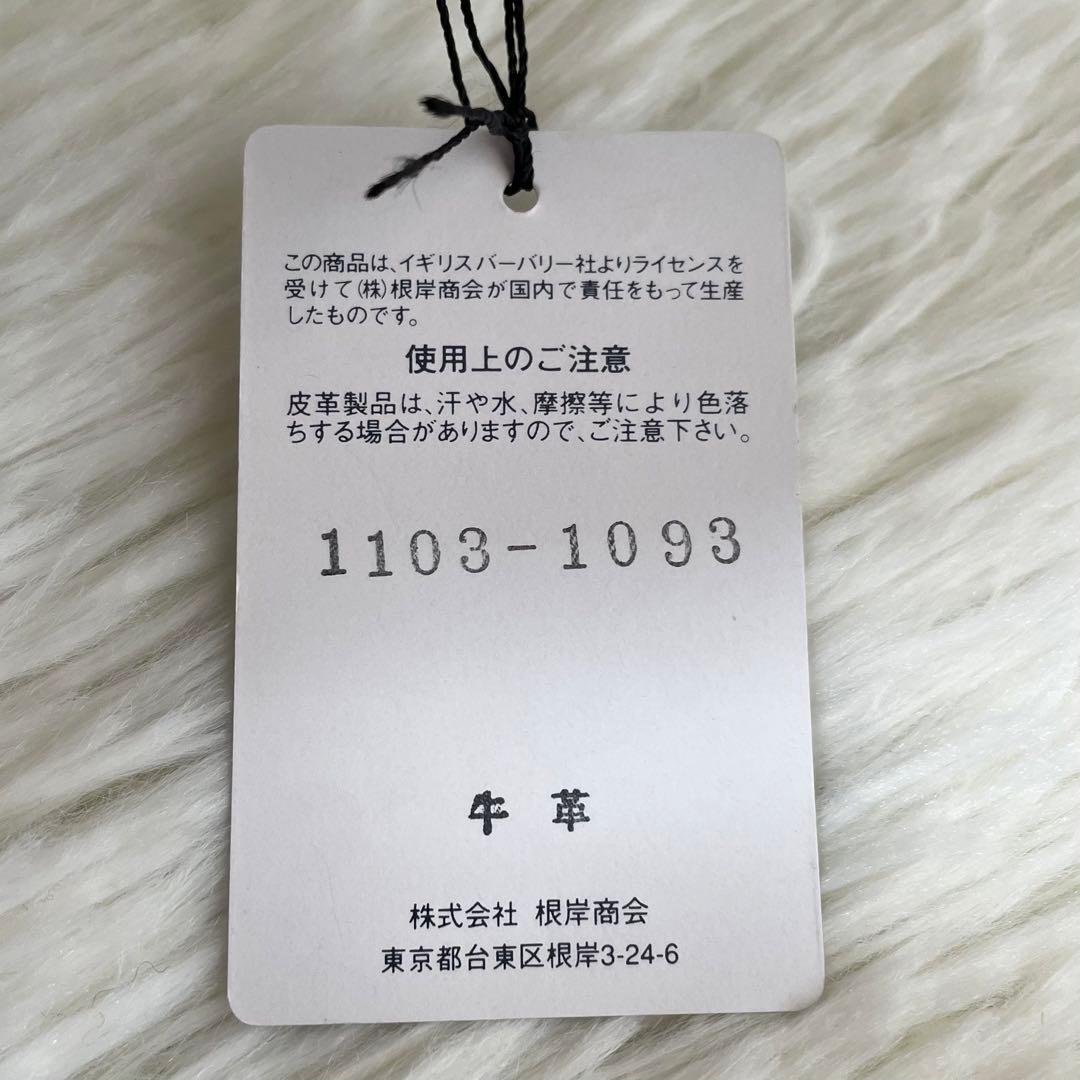 この商品は、イギリスバーバリー社よりライセンスを
受けて(株)根岸商会が国内で責任をもって生産
したものです。
使用上のご注意
皮革製品は、汗や水、摩擦等により色落
ちする場合がありますので、ご注意下さい。
1103-1093
牛革
株式会社 根岸商会
東京都台東区根岸3-24-6